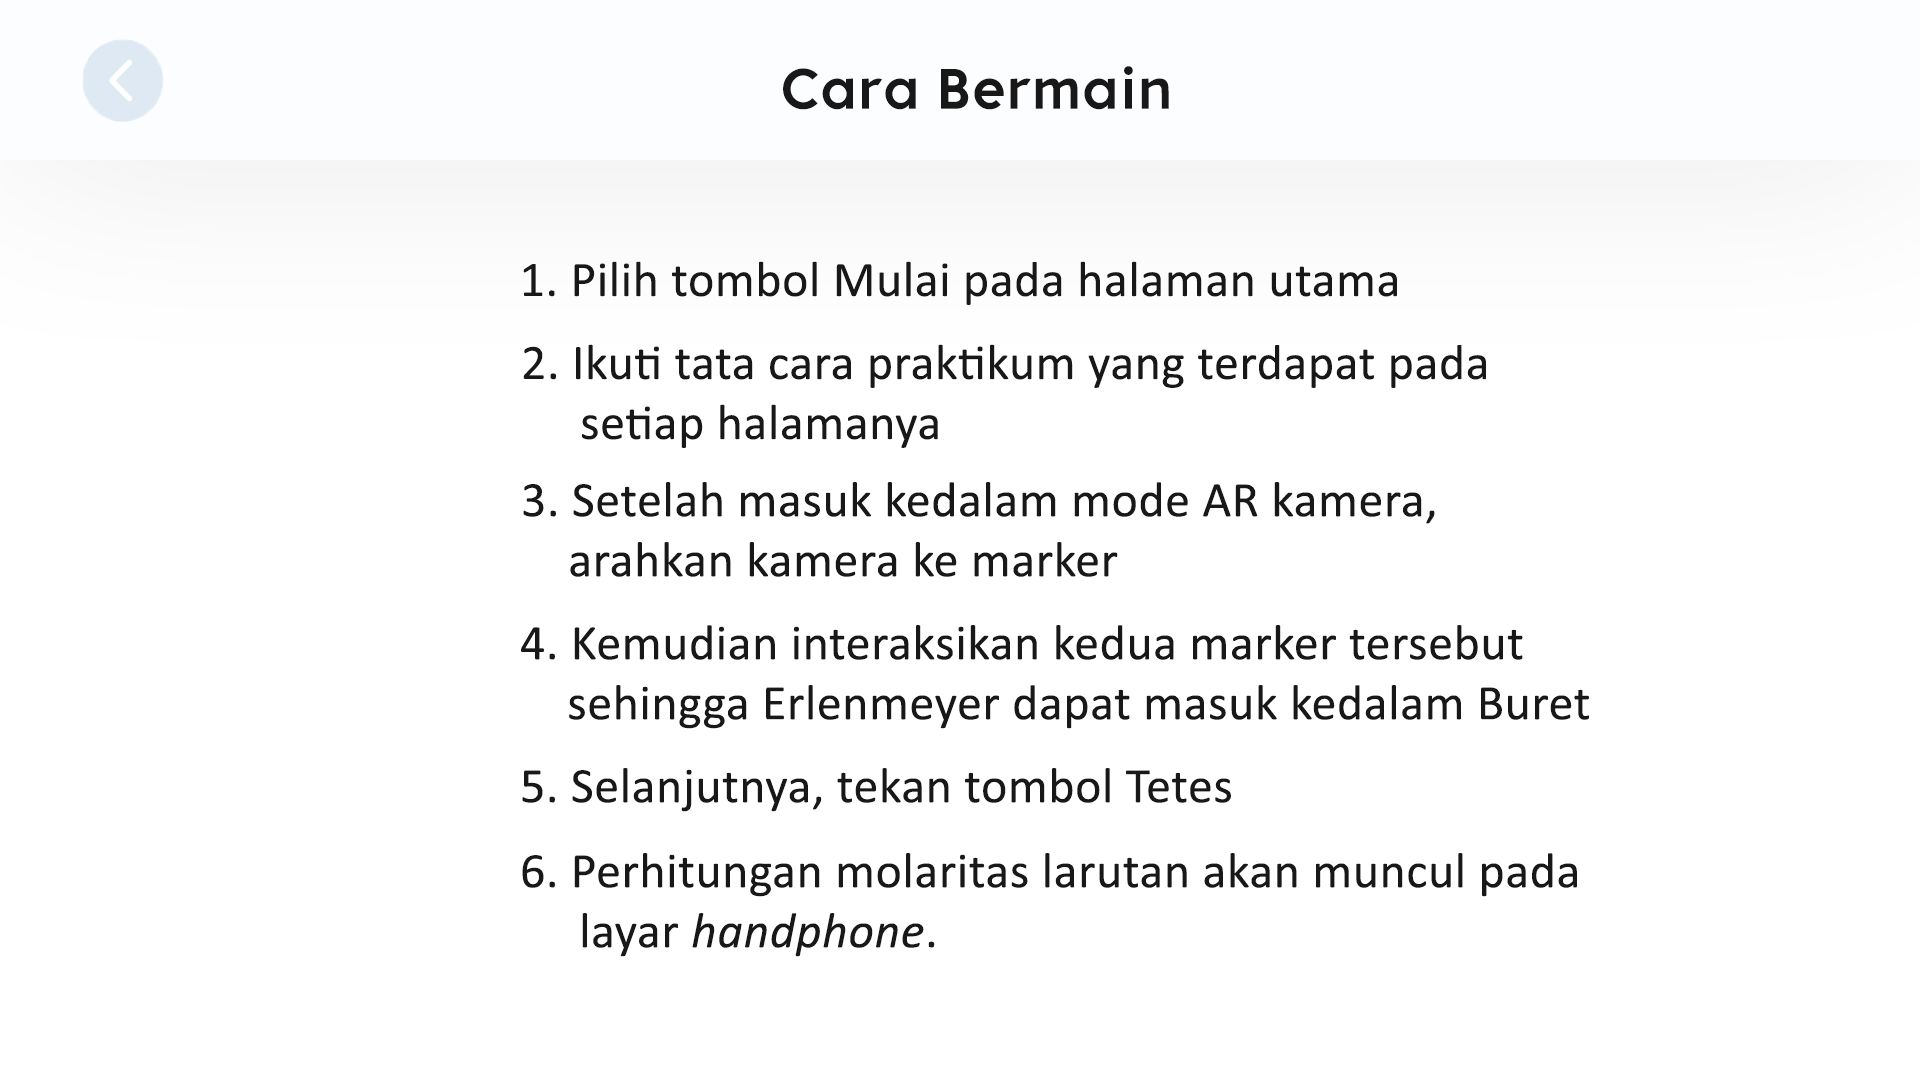 Cara Bermain
1. Pilih tombol Mulai pada halaman utama
2. Ikuti tata cara praktikum yang terdapat pada
setiap halamanya
3. Setelah masuk kedalam mode AR kamera,
arahkan kamera ke marker
4. Kemudian interaksikan kedua marker tersebut
sehingga Erlenmeyer dapat masuk kedalam Buret
5. Selanjutnya, tekan tombol Tetes
6. Perhitungan molaritas larutan akan muncul pada
layar handphone.